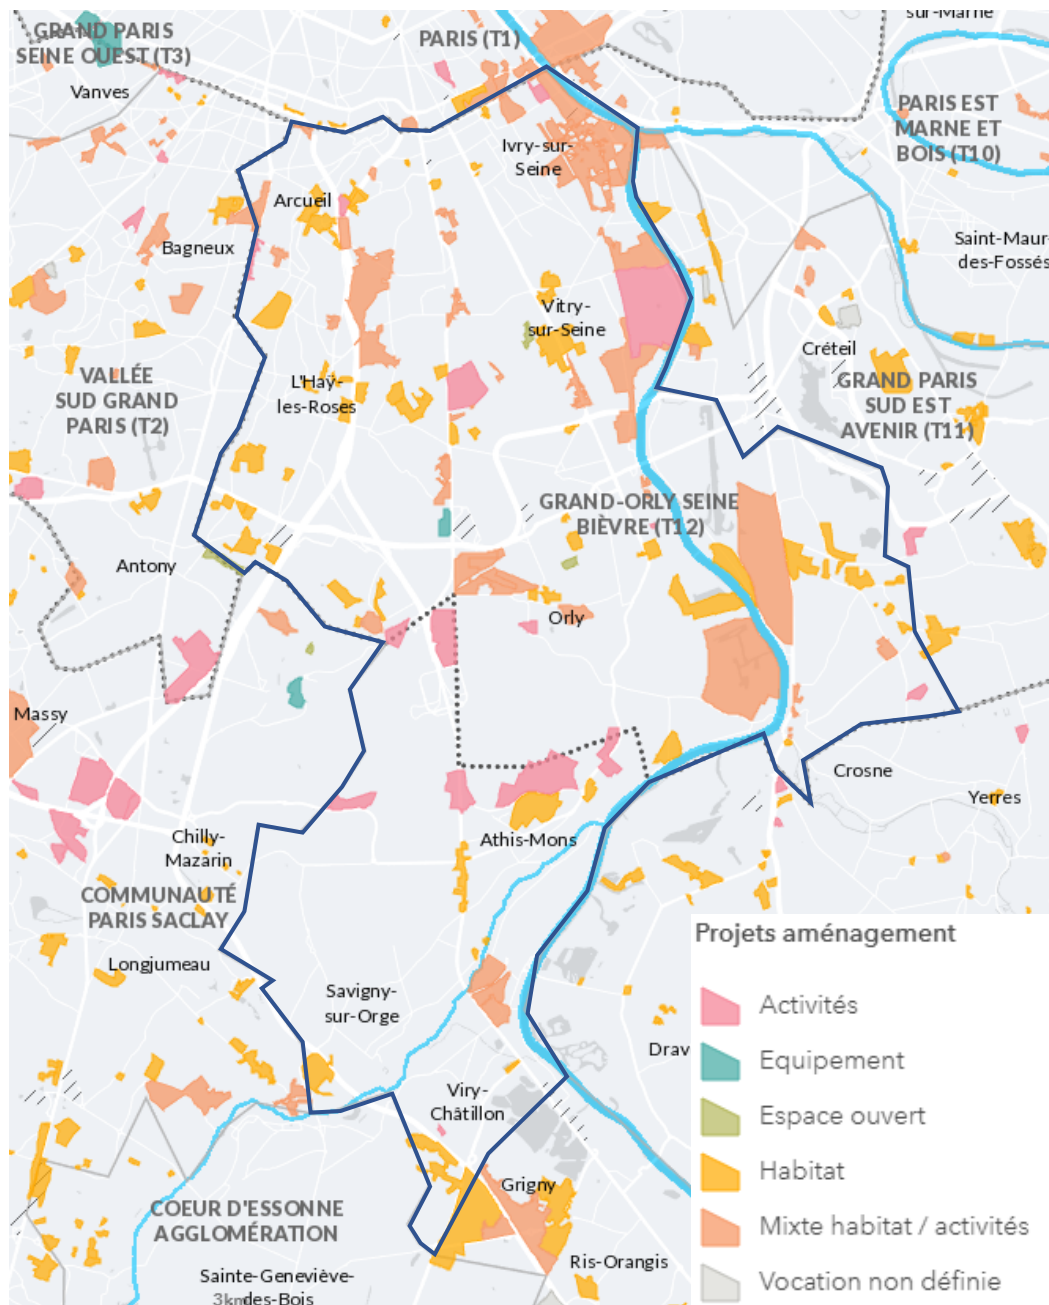 sur-Marne
GRAND PARIS
SEINE OUEST (T3)
PARIS (T1)
Vanves
PARIS EST
MARNE ET
BOIS (T10)
Ivry-sur-
Seine
Arcueil
Bagneux
Saint-Maur-
des-Fossés
Vitry-
sur-Seine
Créteil
VALLÉE
SUD GRAND
PARIS (T2)
L'Haÿ-
les-Roses
GRAND PARIS
SUD EST
AVENIR (T11)
GRAND-ORLY SEINE
BIÈVRE (T12)
Antony
Orly
Massy
Crosne
Yerres
Chilly-
Mazarin
Athis-Mons
COMMUNAUTÉ
PARIS SACLAY
Longjumeau
Savigny-
sur-Orge
Drav
Viry-
Châtillon
Grigny
COEUR D'ESSONNE
AGGLOMÉRATION
Ris-Orangis
Sainte-Geneviève-
des-Bois
3km
Projets aménagement
Activités
Equipement
Espace ouvert
Habitat
Mixte habitat / activités
Vocation non définie